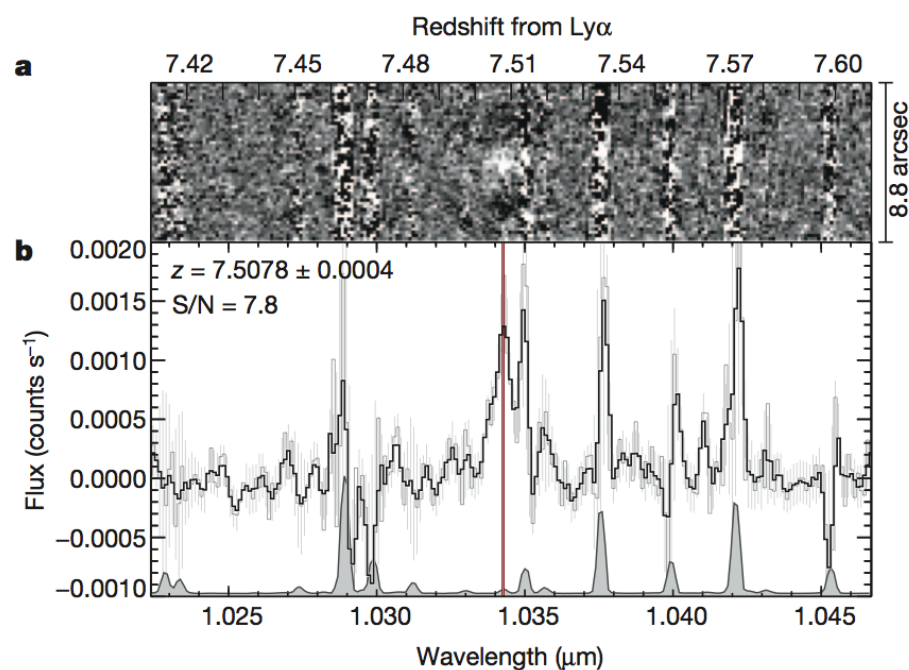 Redshift from Lyα
a
7.42 7.45 7.48 7.51 7.54 7.57 7.60
8.8 arcsec
b
z = 7.5078 ± 0.0004
S/N = 7.8
0.0020
0.0015
0.0010
0.0005
0.0000
−0.0005
−0.0010
Flux (counts s⁻¹)
1.025 1.030 1.035 1.040 1.045
Wavelength (μm)